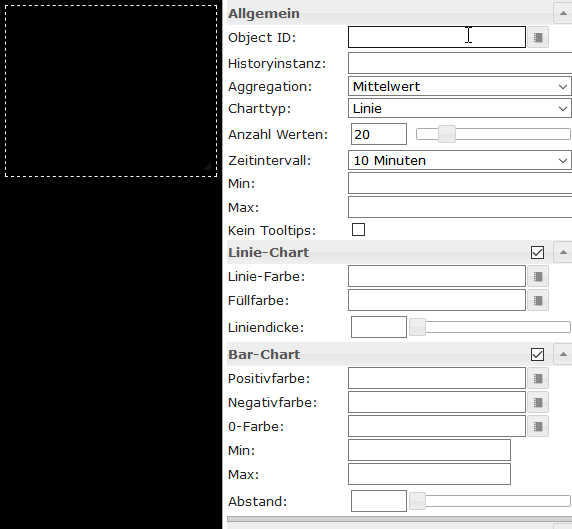 Allgemein
Object ID:
Historyinstanz:
Aggregation: Mittelwert
Charttyp: Linie
Anzahl Werten: 20
Zeitintervall: 10 Minuten
Min:
Max:
Kein Tooltips:
Linie-Chart
Linie-Farbe:
Füllfarbe:
Liniendicke:
Bar-Chart
Positivfarbe:
Negativfarbe:
0-Farbe:
Min:
Max:
Abstand: